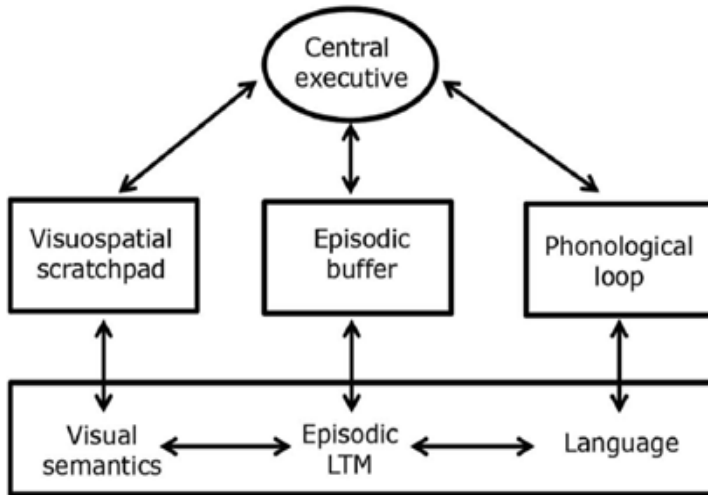 Central
executive
Visuospatial
scratchpad
Episodic
buffer
Phonological
loop
Visual
semantics
Episodic
LTM
Language